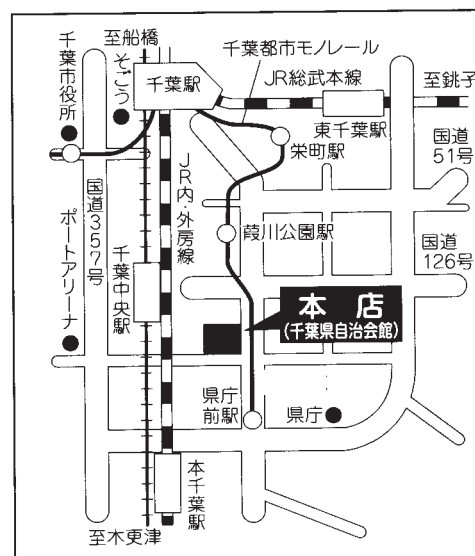 至船橋
千葉市役所
そごう
千葉駅
千葉都市モノレール
JR総武本線
至銚子
東千葉駅
栄町駅
国道
51号
国道357号
JR内・外房線
葭川公園駅
国道
126号
ポートアリーナ
千葉中央駅
本店
(千葉県自治会館)
県庁
前駅
県庁
本千葉駅
至木更津